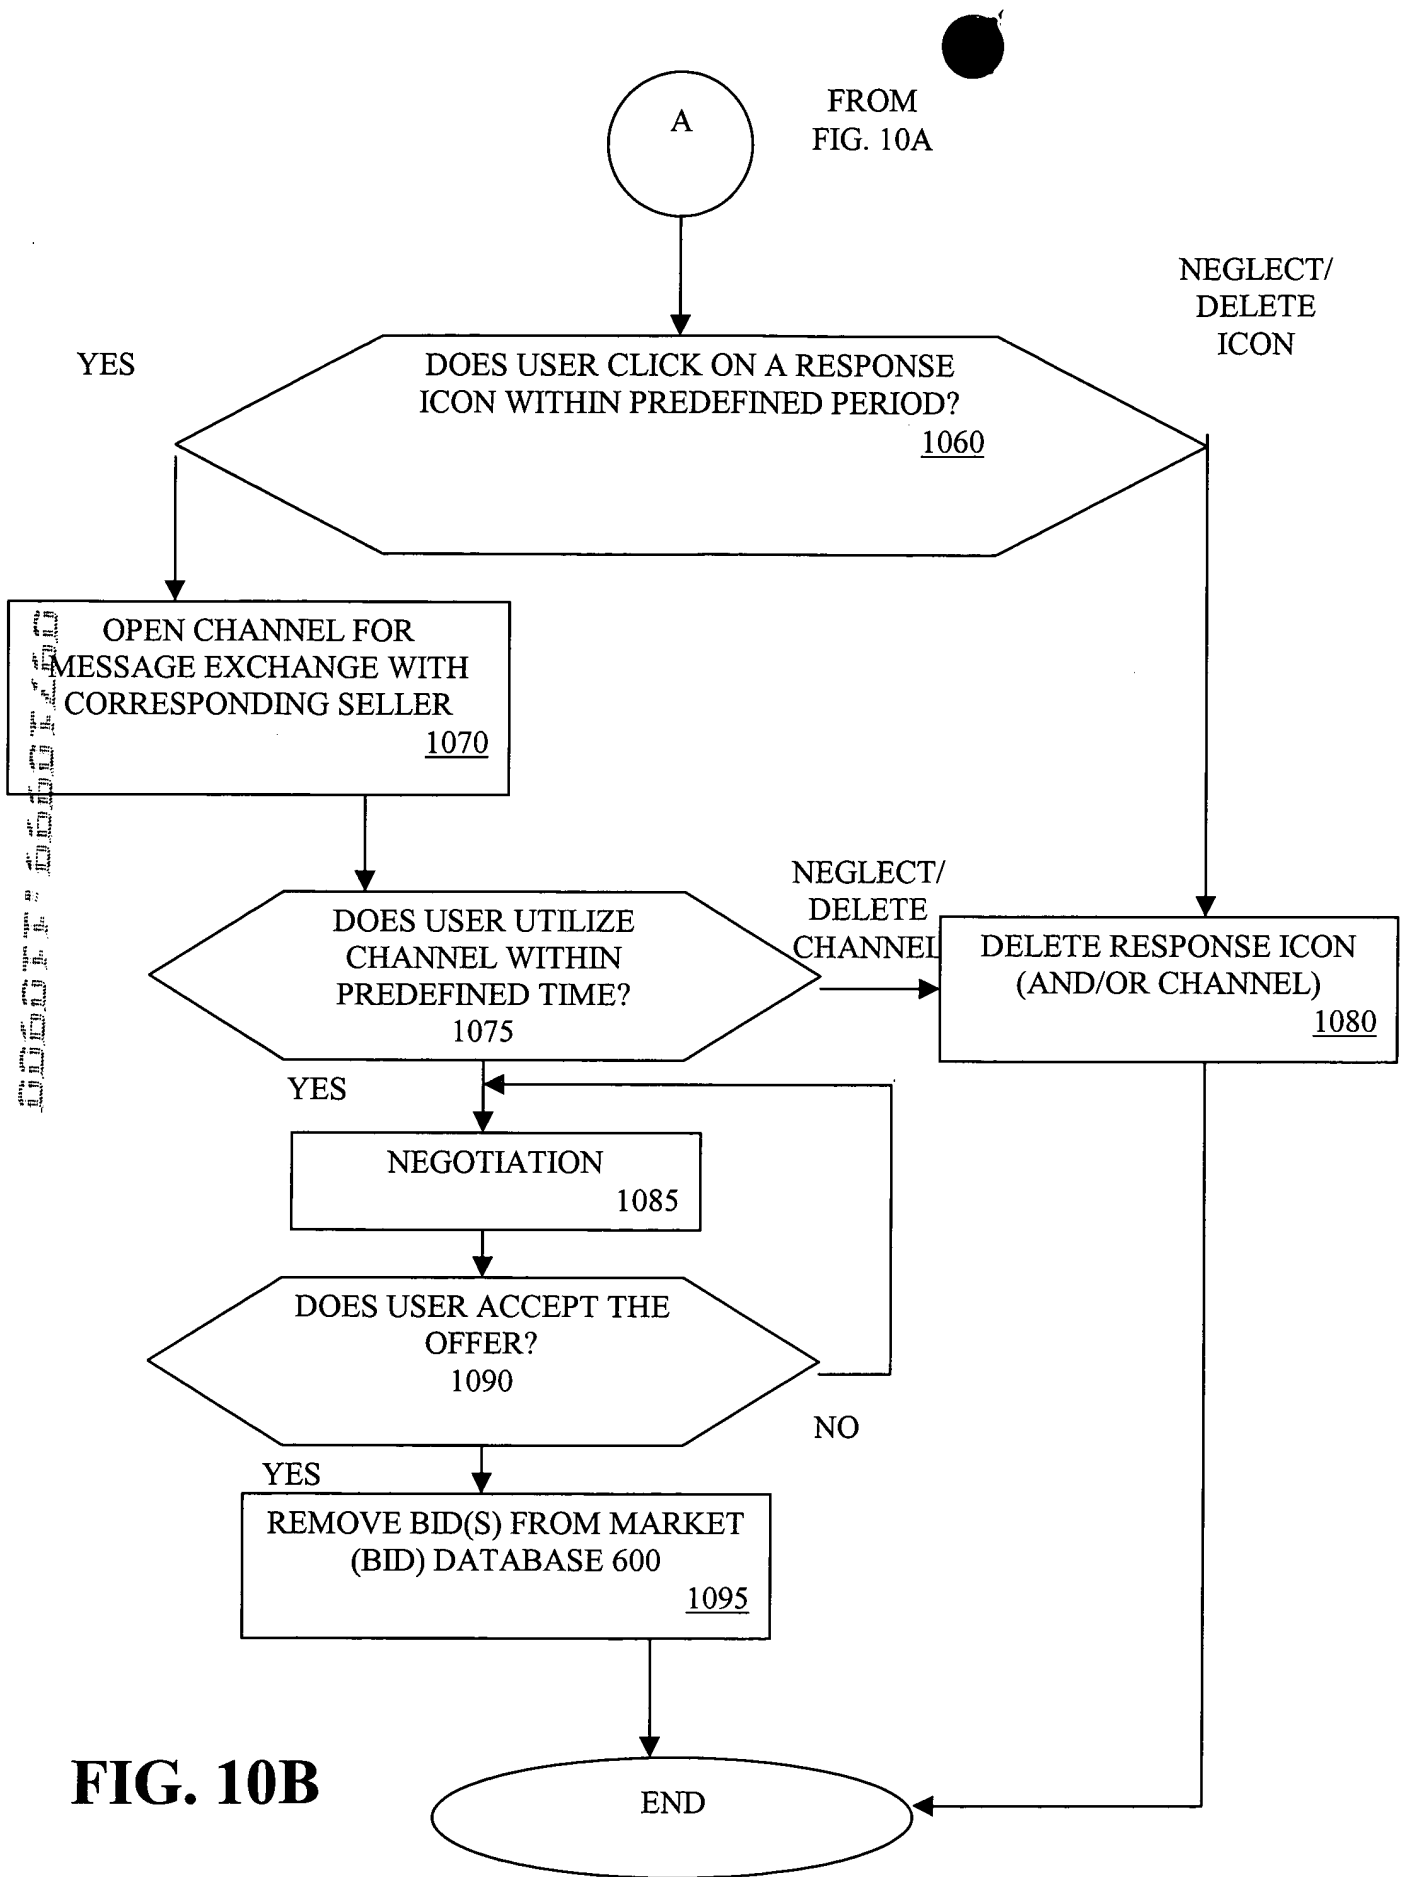 A
FROM
FIG. 10A
NEGLECT/
DELETE
ICON
YES
DOES USER CLICK ON A RESPONSE
ICON WITHIN PREDEFINED PERIOD?
1060
OPEN CHANNEL FOR
MESSAGE EXCHANGE WITH
CORRESPONDING SELLER
1070
DOES USER UTILIZE
CHANNEL WITHIN
PREDEFINED TIME?
1075
NEGLECT/
DELETE
CHANNEL
DELETE RESPONSE ICON
(AND/OR CHANNEL)
1080
YES
NEGOTIATION
1085
DOES USER ACCEPT THE
OFFER?
1090
NO
YES
REMOVE BID(S) FROM MARKET
(BID) DATABASE 600
1095
FIG. 10B
END